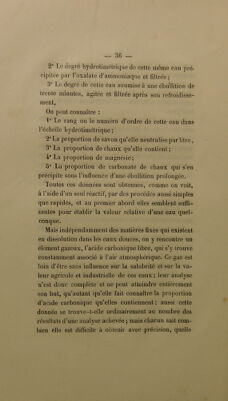 — 36 —
2° Le degré hydrotimétrique de cette même eau pré-
cipitée par l'oxalate d'ammoniaque et filtrée ;
3° Le degré de cette eau soumise à une ébullition de
trente minutes, agitée et filtrée après son refroidisse-
ment.
On peut connaître :
1° Le rang ou le numéro d'ordre de cette eau dans
l'échelle hydrotimétrique ;
2° La proportion de savon qu'elle neutralise par litre,
3° La proportion de chaux qu'elle contient ;
4° La proportion de magnésie ;
5° La proportion de carbonate de chaux qui s'en
précipite sous l'influence d'une ébullition prolongée.
Toutes ces données sont obtenues, comme on voit,
à l'aide d'un seul réactif, par des procédés aussi simples
que rapides, et au premier abord elles semblent suffi-
santes pour établir la valeur relative d'une eau quel-
conque.
Mais indépendamment des matières fixes qui existent
en dissolution dans les eaux douces, on y rencontre un
élément gazeux, l'acide carbonique libre, qui s'y trouve
constamment associé à l'air atmosphérique. Ce gaz est
loin d'être sans influence sur la salubrité et sur la va-
leur agricole et industrielle de ces eaux ; leur analyse
n'est donc complète et ne peut atteindre entièrement
son but, qu'autant qu'elle fait connaître la proportion
d'acide carbonique qu'elles contiennent ; aussi cette
donnée se trouve-t-elle ordinairement au nombre des
résultats d'une analyse achevée ; mais chacun sait com-
bien elle est difficile à obtenir avec précision, quelle